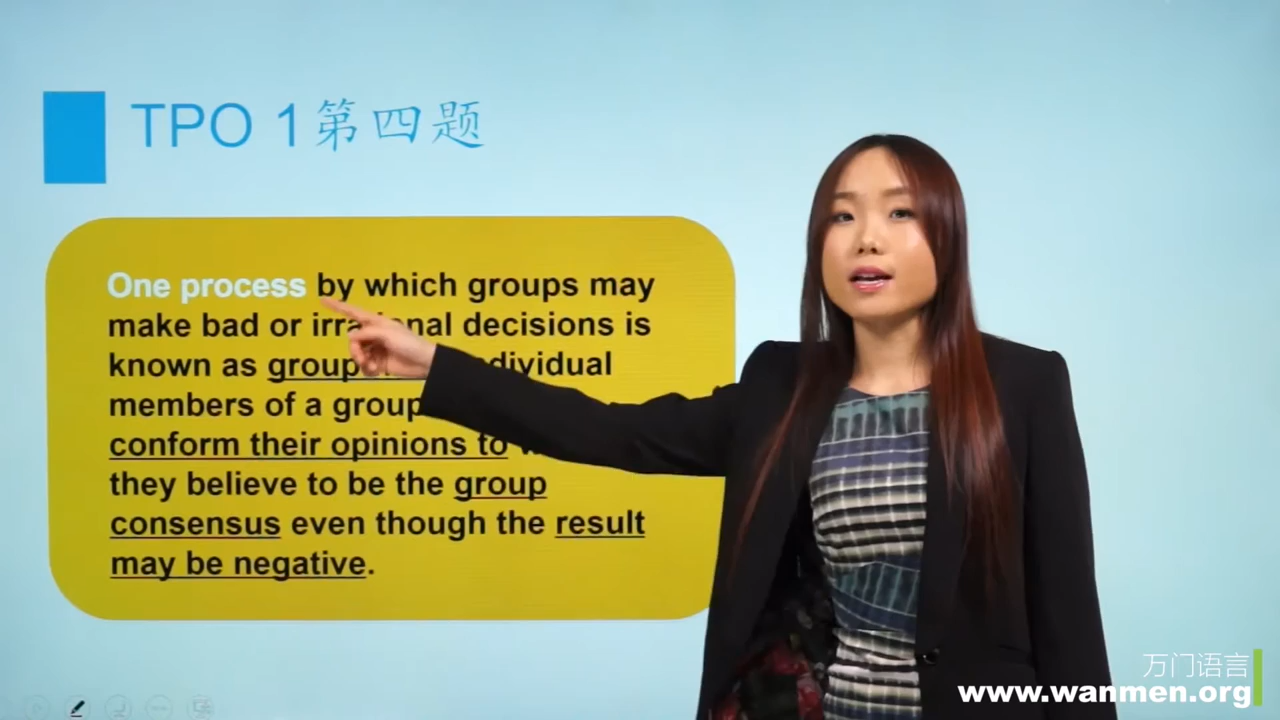 TPO 1第四题
One process by which groups may
make bad or decisions is
known as
members of a group
conform their opinions to
they believe to be the group
consensus even though the result
may be negative.
万门语言
www.wanmen.org